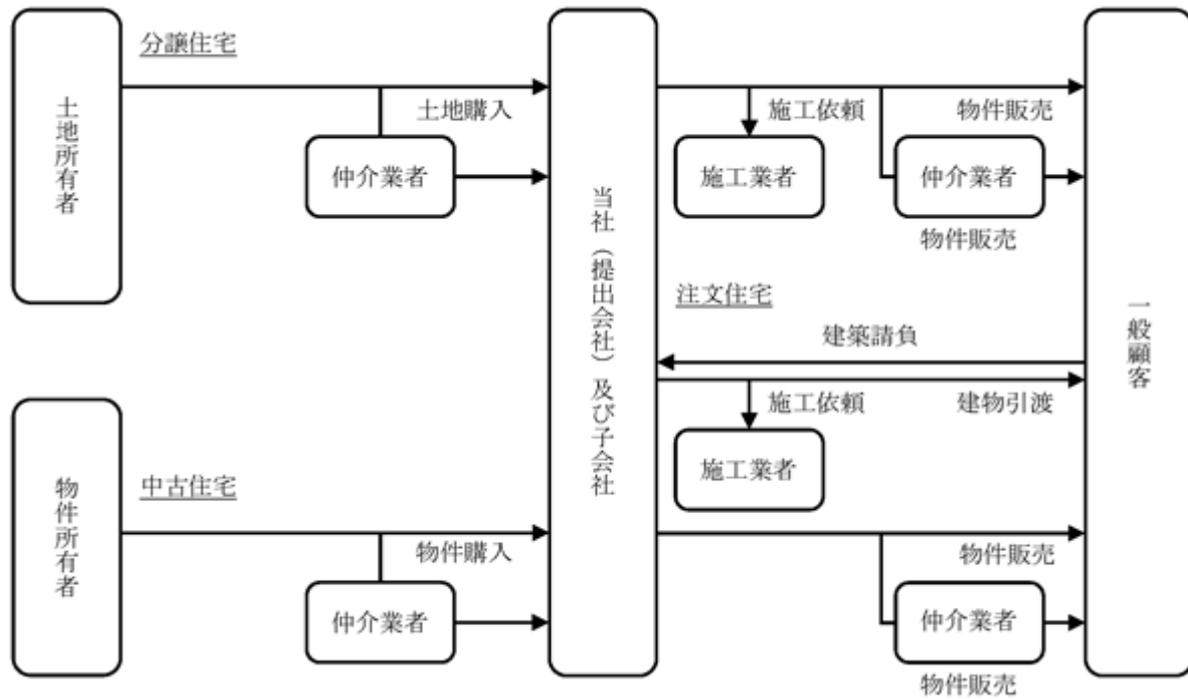 土地所有者
分譲住宅
土地購入
仲介業者
当社（提出会社）及び子会社
施工依頼
施工業者
物件販売
仲介業者
物件販売
一般顧客
注文住宅
建築請負
施工依頼
建物引渡
施工業者
物件所有者
中古住宅
物件購入
仲介業者
物件販売
仲介業者
物件販売